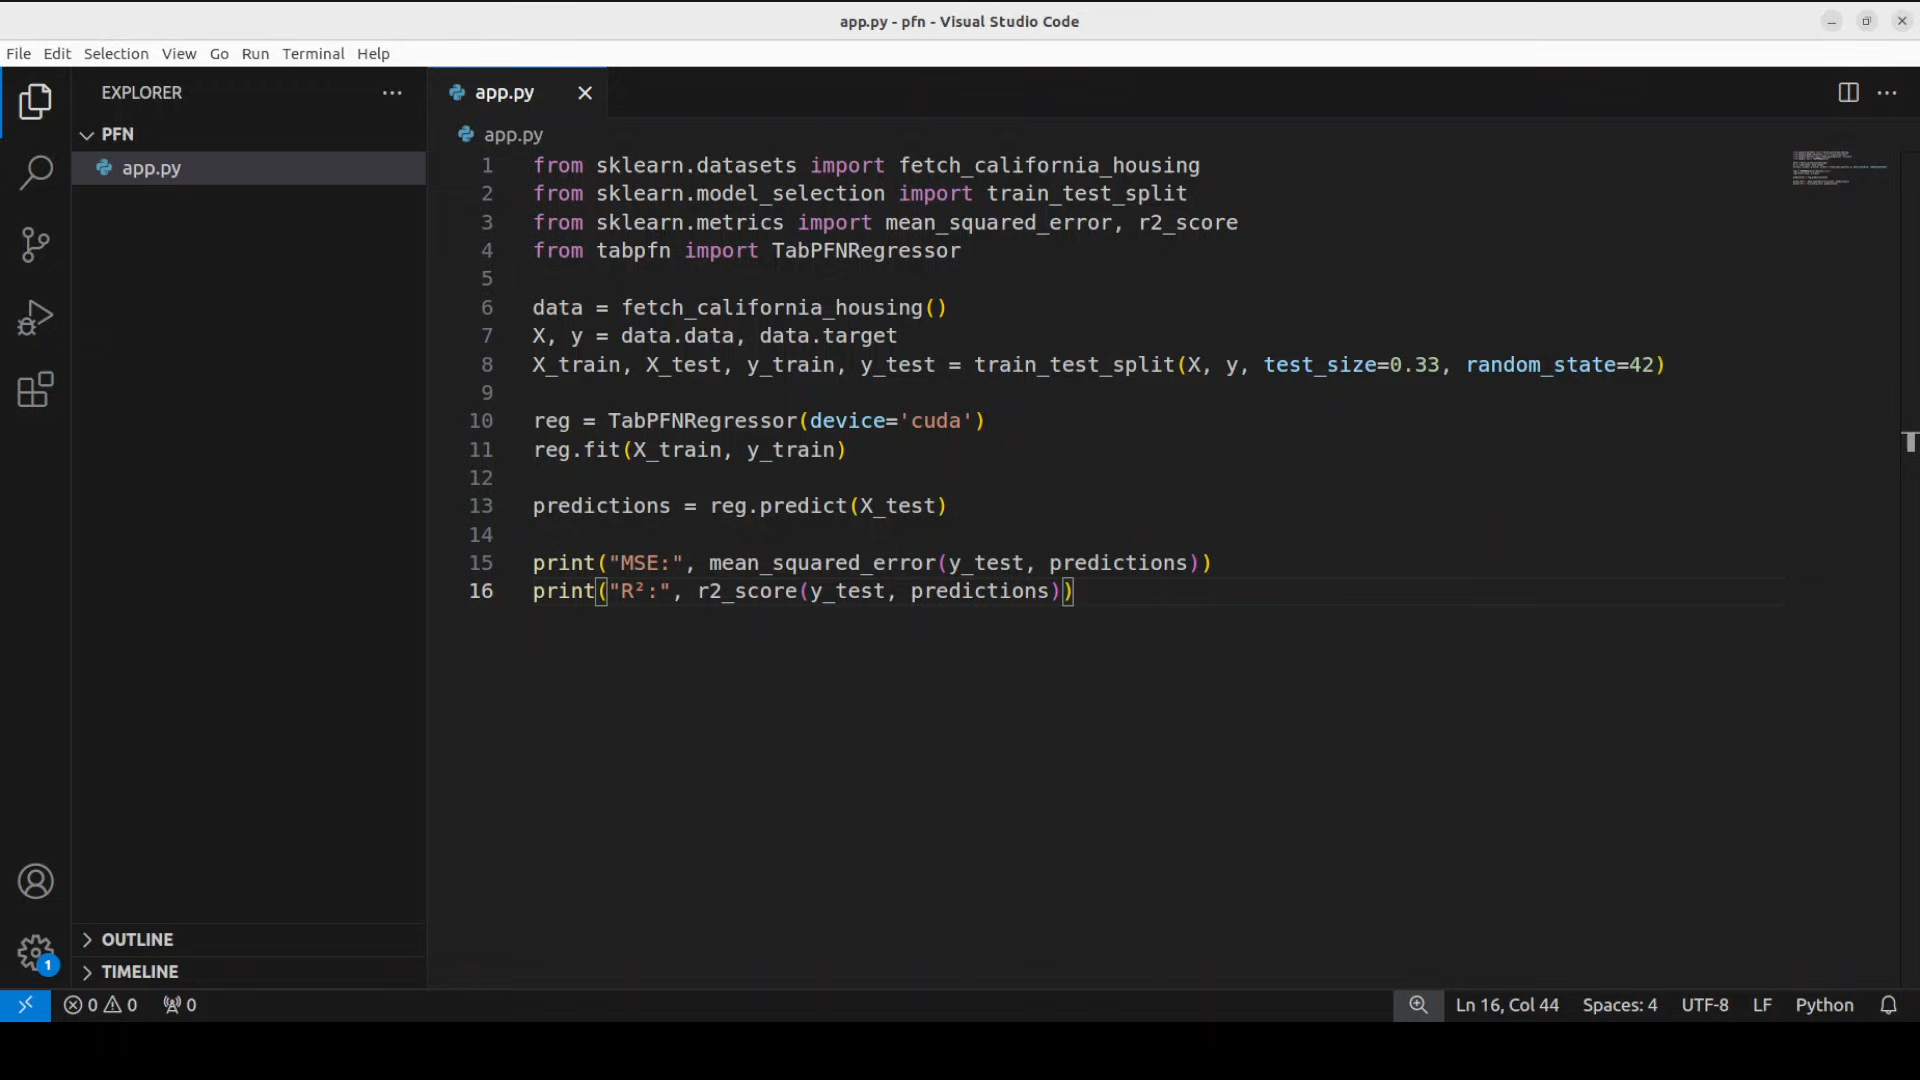 app.py - pfn - Visual Studio Code
File Edit Selection View Go Run Terminal Help
EXPLORER
PFN
app.py
OUTLINE
TIMELINE
app.py
app.py
1 from sklearn.datasets import fetch_california_housing
2 from sklearn.model_selection import train_test_split
3 from sklearn.metrics import mean_squared_error, r2_score
4 from tabpfn import TabPFNRegressor
5
6 data = fetch_california_housing()
7 X, y = data.data, data.target
8 X_train, X_test, y_train, y_test = train_test_split(X, y, test_size=0.33, random_state=42)
9
10 reg = TabPFNRegressor(device='cuda')
11 reg.fit(X_train, y_train)
12
13 predictions = reg.predict(X_test)
14
15 print("MSE:", mean_squared_error(y_test, predictions))
16 print("R²:", r2_score(y_test, predictions))
1
0 0 0 Ln 16, Col 44 Spaces: 4 UTF-8 LF Python